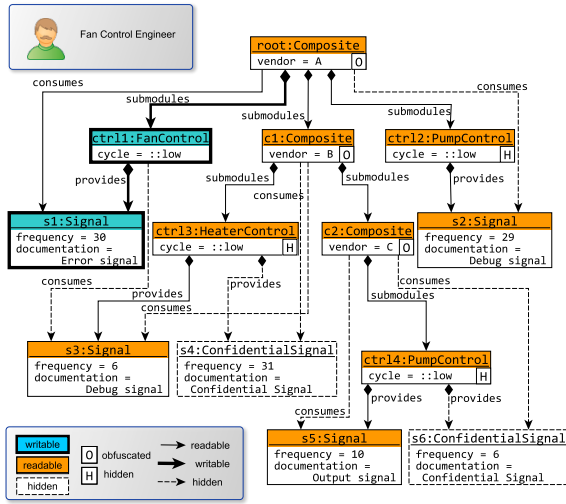 Fan Control Engineer
root:Composite
vendor = A
O
consumes
submodules
submodules
submodules
consumes
ctrl1:FanControl
cycle = ::low
c1:Composite
vendor = B
O
ctrl2:PumpControl
cycle = ::low
H
provides
submodules
consumes
submodules
provides
s1:Signal
frequency = 30
documentation =
Error signal
ctrl3:HeaterControl
cycle = ::low
H
c2:Composite
vendor = C
O
s2:Signal
frequency = 29
documentation =
Debug signal
consumes
provides
provides
consumes
submodules
consumes
s3:Signal
frequency = 6
documentation =
Debug signal
s4:ConfidentialSignal
frequency = 31
documentation =
Confidential Signal
ctrl4:PumpControl
cycle = ::low
H
consumes
provides
provides
s5:Signal
frequency = 10
documentation =
Output signal
s6:ConfidentialSignal
frequency = 6
documentation =
Confidential Signal
writable
readable
hidden
O
obfuscated
H
hidden
readable
writable
hidden